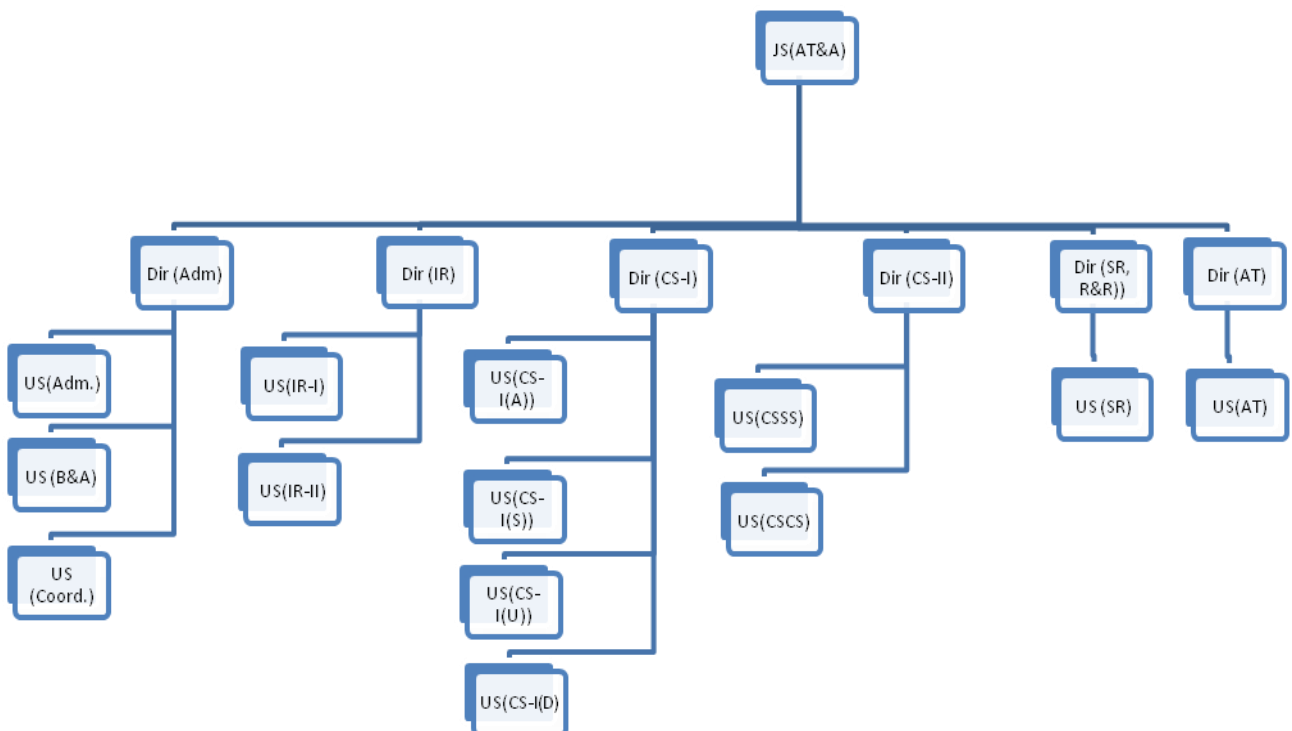 JS(AT&A)
Dir (Adm)
Dir (IR)
Dir (CS-I)
Dir (CS-II)
Dir (SR,
R&R))
Dir (AT)
US(Adm.)
US (B&A)
US
(Coord.)
US(IR-I)
US(IR-II)
US(CS-
I(A))
US(CS-
I(S))
US(CS-
I(U))
US(CS-I(D)
US(CSSS)
US(CSCS)
US (SR)
US(AT)